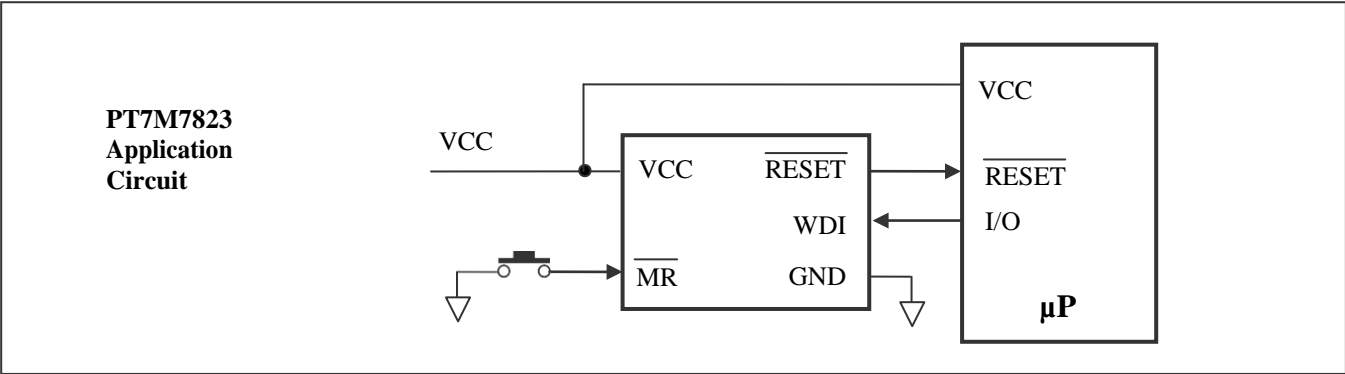 PT7M7823
Application
Circuit
VCC
VCC
RESET
WDI
MR
GND
VCC
RESET
I/O
µP